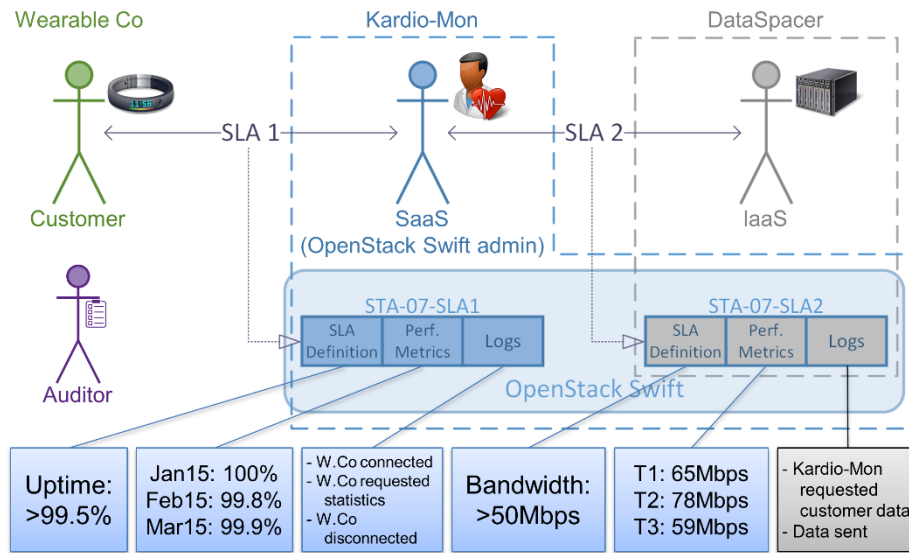 Wearable Co
Kardio-Mon
DataSpacer
11:56
SLA 1
SLA 2
Customer
SaaS
(OpenStack Swift admin)
IaaS
Auditor
STA-07-SLA1
SLA
Definition
Perf.
Metrics
Logs
STA-07-SLA2
SLA
Definition
Perf.
Metrics
Logs
OpenStack Swift
Uptime:
>99.5%
Jan15: 100%
Feb15: 99.8%
Mar15: 99.9%
- W.Co connected
- W.Co requested
statistics
- W.Co
disconnected
Bandwidth:
>50Mbps
T1: 65Mbps
T2: 78Mbps
T3: 59Mbps
- Kardio-Mon
requested
customer data
- Data sent